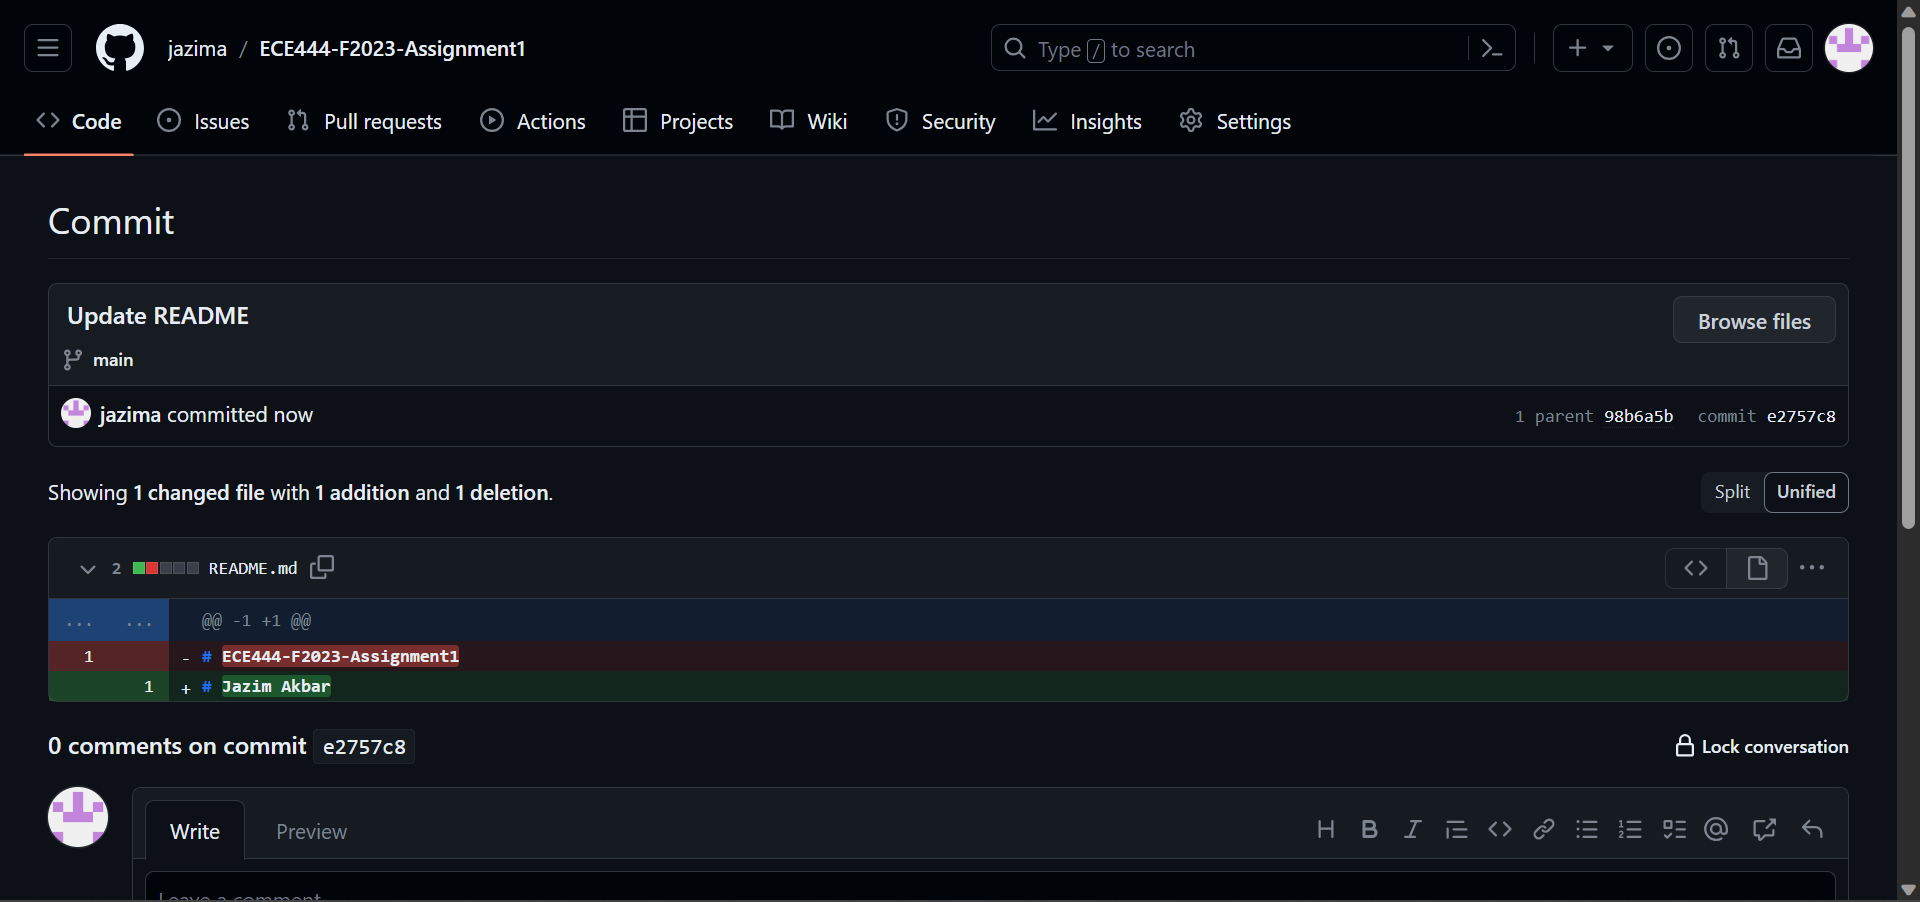 jazima / ECE444-F2023-Assignment1
Type / to search
Code Issues Pull requests Actions Projects Wiki Security Insights Settings
Commit
Update README
Browse files
main
jazima committed now
1 parent 98b6a5b commit e2757c8
Showing 1 changed file with 1 addition and 1 deletion.
Split Unified
2 README.md
... ... @@ -1 +1 @@
1 - # ECE444-F2023-Assignment1
1 + # Jazim Akbar
0 comments on commit e2757c8
Lock conversation
Write Preview
Leave a comment